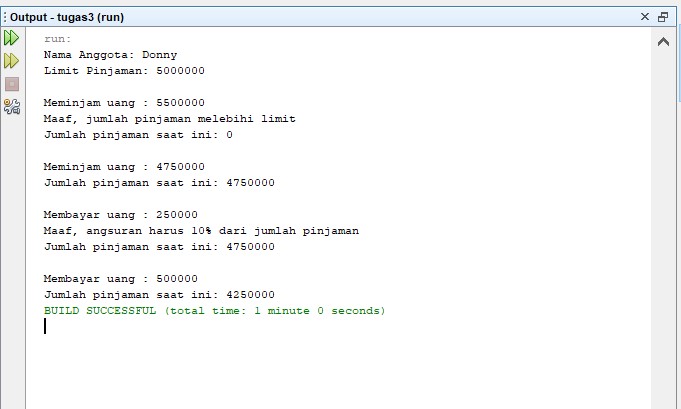 Output - tugas3 (run)
run:
Nama Anggota: Donny
Limit Pinjaman: 5000000
Meminjam uang : 5500000
Maaf, jumlah pinjaman melebihi limit
Jumlah pinjaman saat ini: 0
Meminjam uang : 4750000
Jumlah pinjaman saat ini: 4750000
Membayar uang : 250000
Maaf, angsuran harus 10% dari jumlah pinjaman
Jumlah pinjaman saat ini: 4750000
Membayar uang : 500000
Jumlah pinjaman saat ini: 4250000
BUILD SUCCESSFUL (total time: 1 minute 0 seconds)